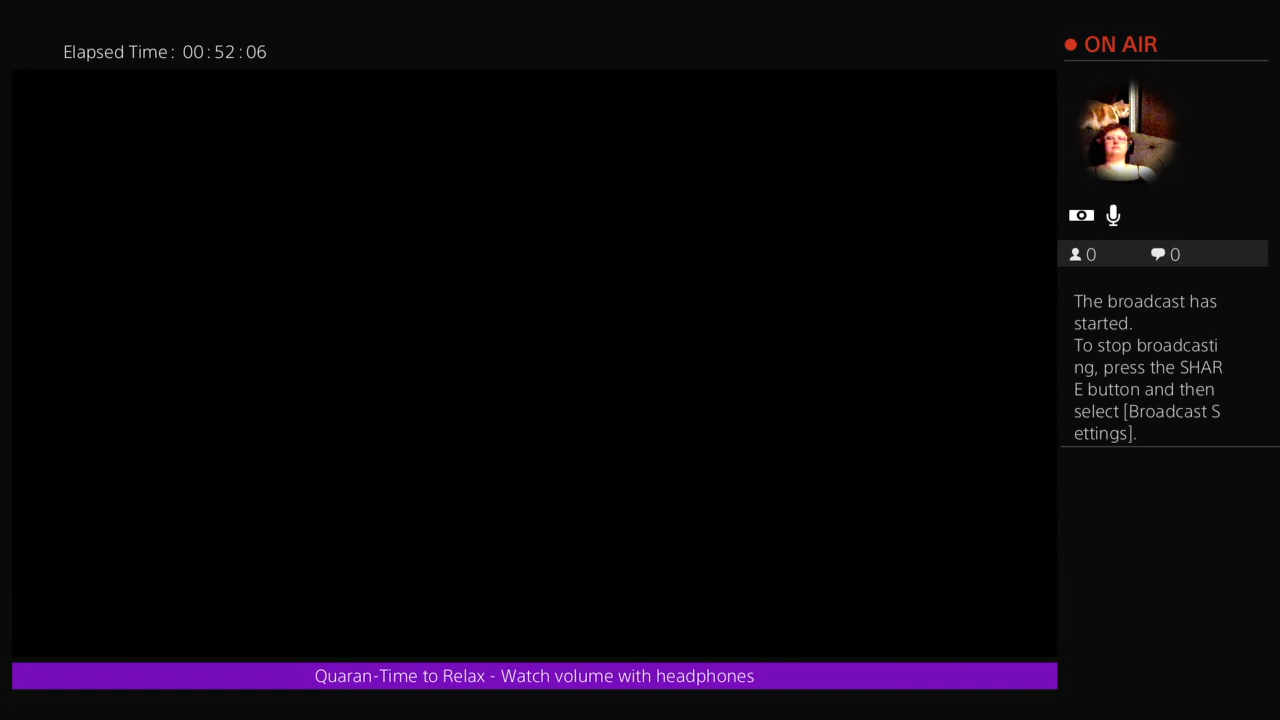 Elapsed Time: 00:52:06
ON AIR
0 0
The broadcast has
started.
To stop broadcasti
ng, press the SHAR
E button and then
select [Broadcast S
ettings].
Quaran-Time to Relax - Watch volume with headphones